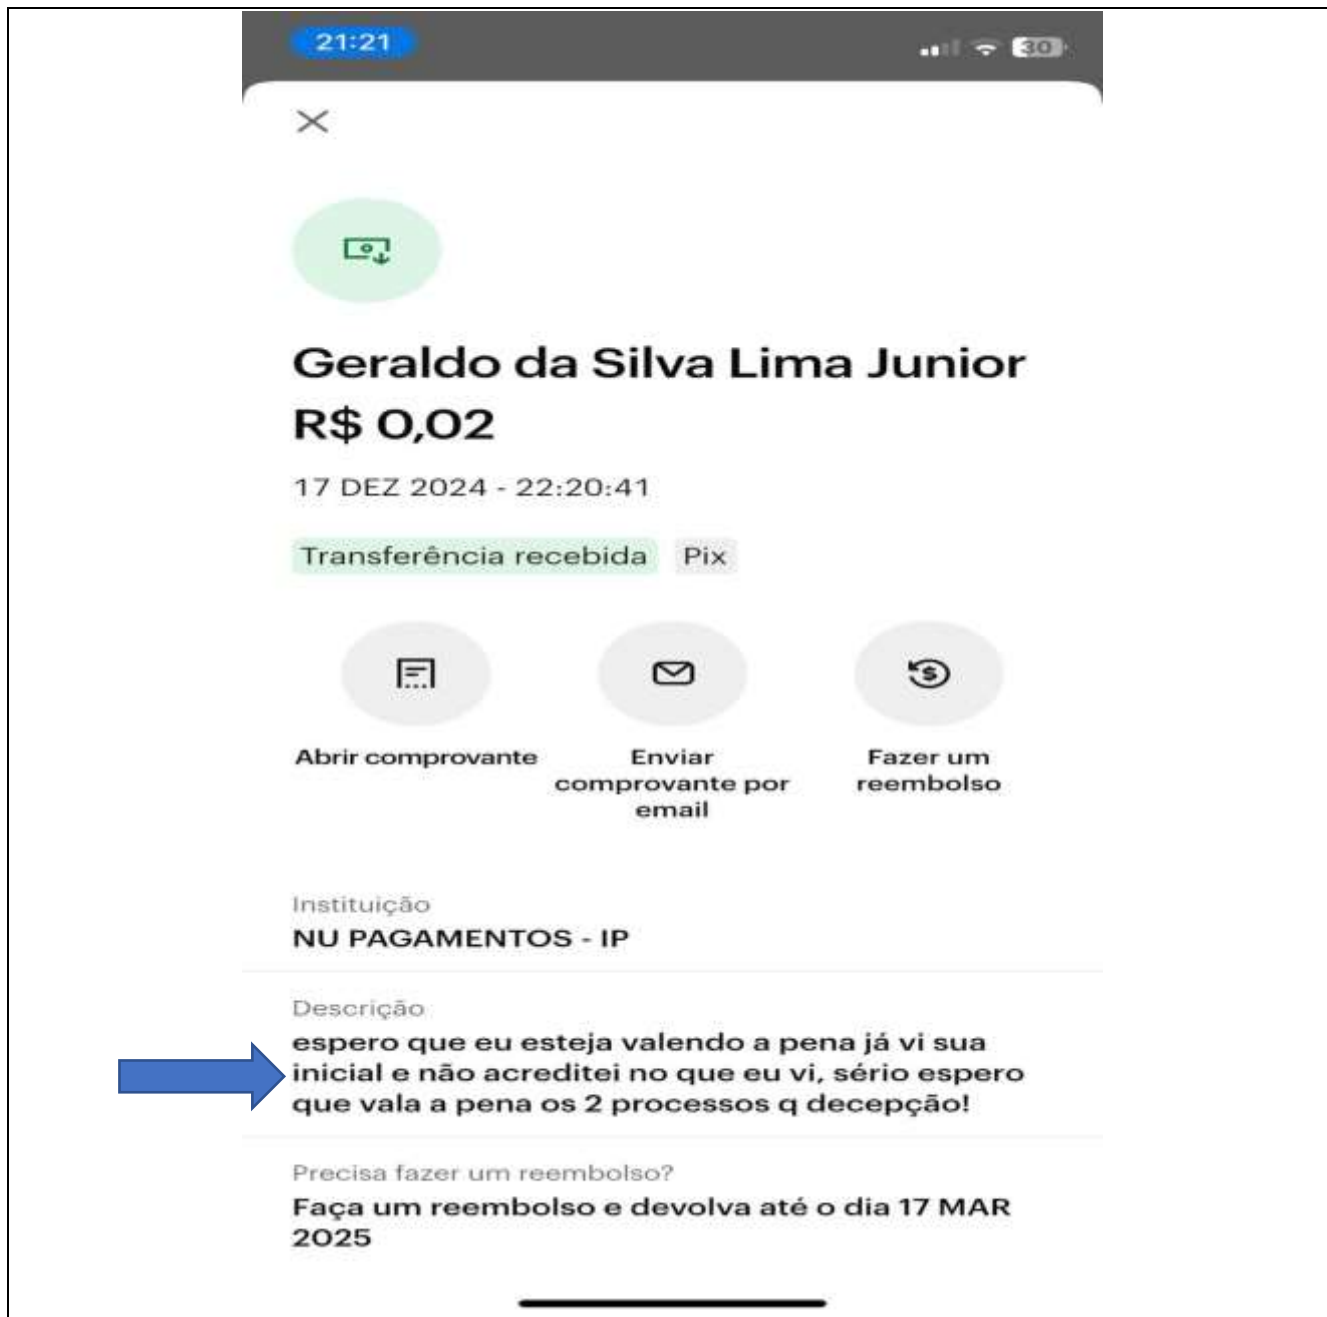 21:21
30
Geraldo da Silva Lima Junior
R$ 0,02
17 DEZ 2024 - 22:20:41
Transferência recebida Pix
Abrir comprovante
Enviar
comprovante por
email
Fazer um
reembolso
Instituição
NU PAGAMENTOS - IP
Descrição
espero que eu esteja valendo a pena já vi sua
inicial e não acreditei no que eu vi, sério espero
que vala a pena os 2 processos q decepção!
Precisa fazer um reembolso?
Faça um reembolso e devolva até o dia 17 MAR
2025